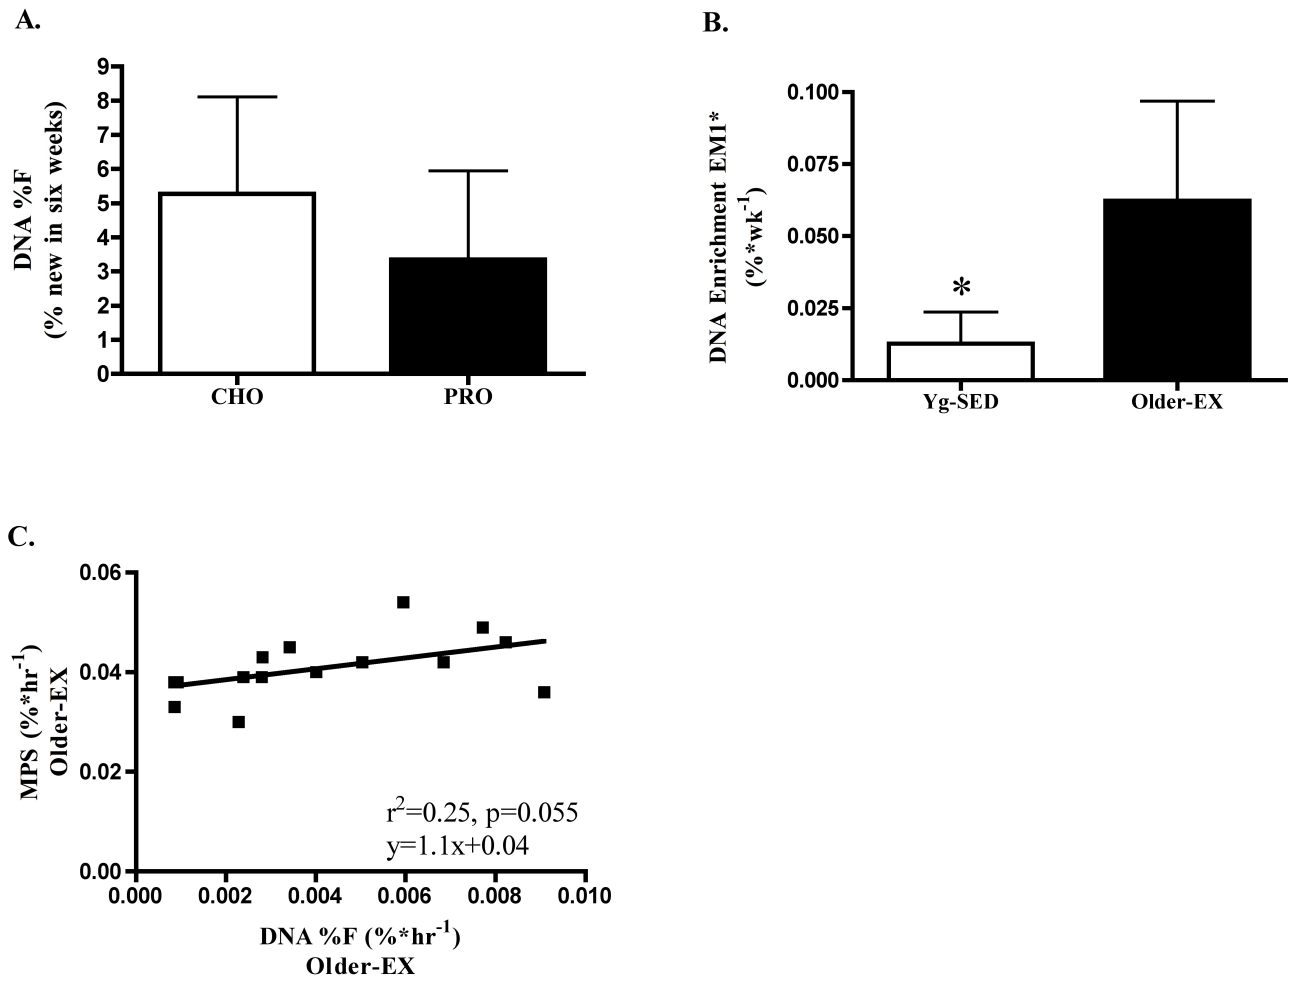 A.
DNA %F
(% new in six weeks)
9
8
7
6
5
4
3
2
1
0
CHO PRO
B.
DNA Enrichment EM1*
(%*wk⁻¹)
0.100
0.075
0.050
0.025
0.000
*
Yg-SED Older-EX
C.
MPS (%*hr⁻¹)
Older-EX
0.06
0.04
0.02
0.00
r²=0.25, p=0.055
y=1.1x+0.04
0.000 0.002 0.004 0.006 0.008 0.010
DNA %F (%*hr⁻¹)
Older-EX